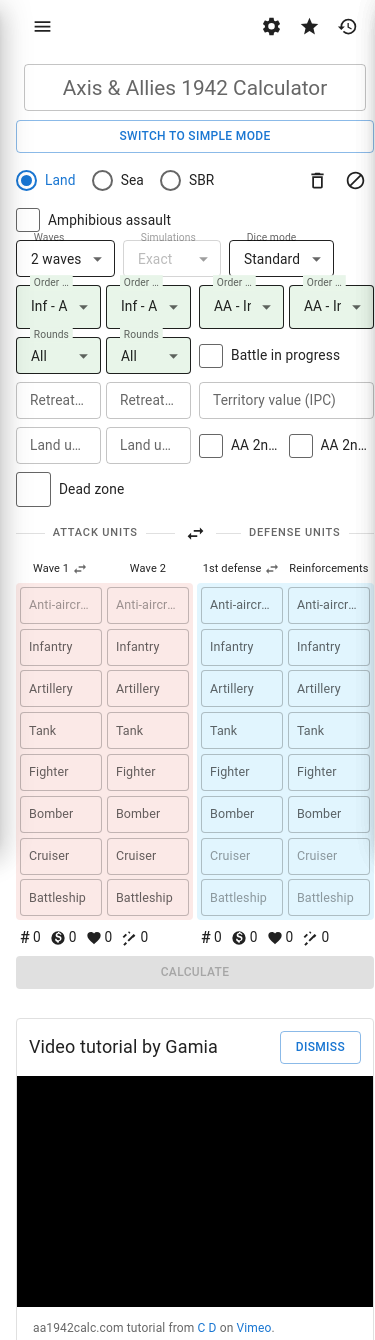 Axis & Allies 1942 Calculator
SWITCH TO SIMPLE MODE
Land Sea SBR
Amphibious assault
Waves Simulations Dice mode
2 waves Exact Standard
Order ... Order ... Order ... Order ...
Inf - A Inf - A AA - Ir AA - Ir
Rounds Rounds
All All Battle in progress
Retreat... Retreat... Territory value (IPC)
Land u... Land u... AA 2n... AA 2n...
Dead zone
ATTACK UNITS DEFENSE UNITS
Wave 1 Wave 2 1st defense Reinforcements
Anti-aircr... Anti-aircr... Anti-aircr... Anti-aircr...
Infantry Infantry Infantry Infantry
Artillery Artillery Artillery Artillery
Tank Tank Tank Tank
Fighter Fighter Fighter Fighter
Bomber Bomber Bomber Bomber
Cruiser Cruiser Cruiser Cruiser
Battleship Battleship Battleship Battleship
# 0 0 0 0 # 0 0 0 0
CALCULATE
Video tutorial by Gamia DISMISS
aa1942calc.com tutorial from C D on Vimeo.